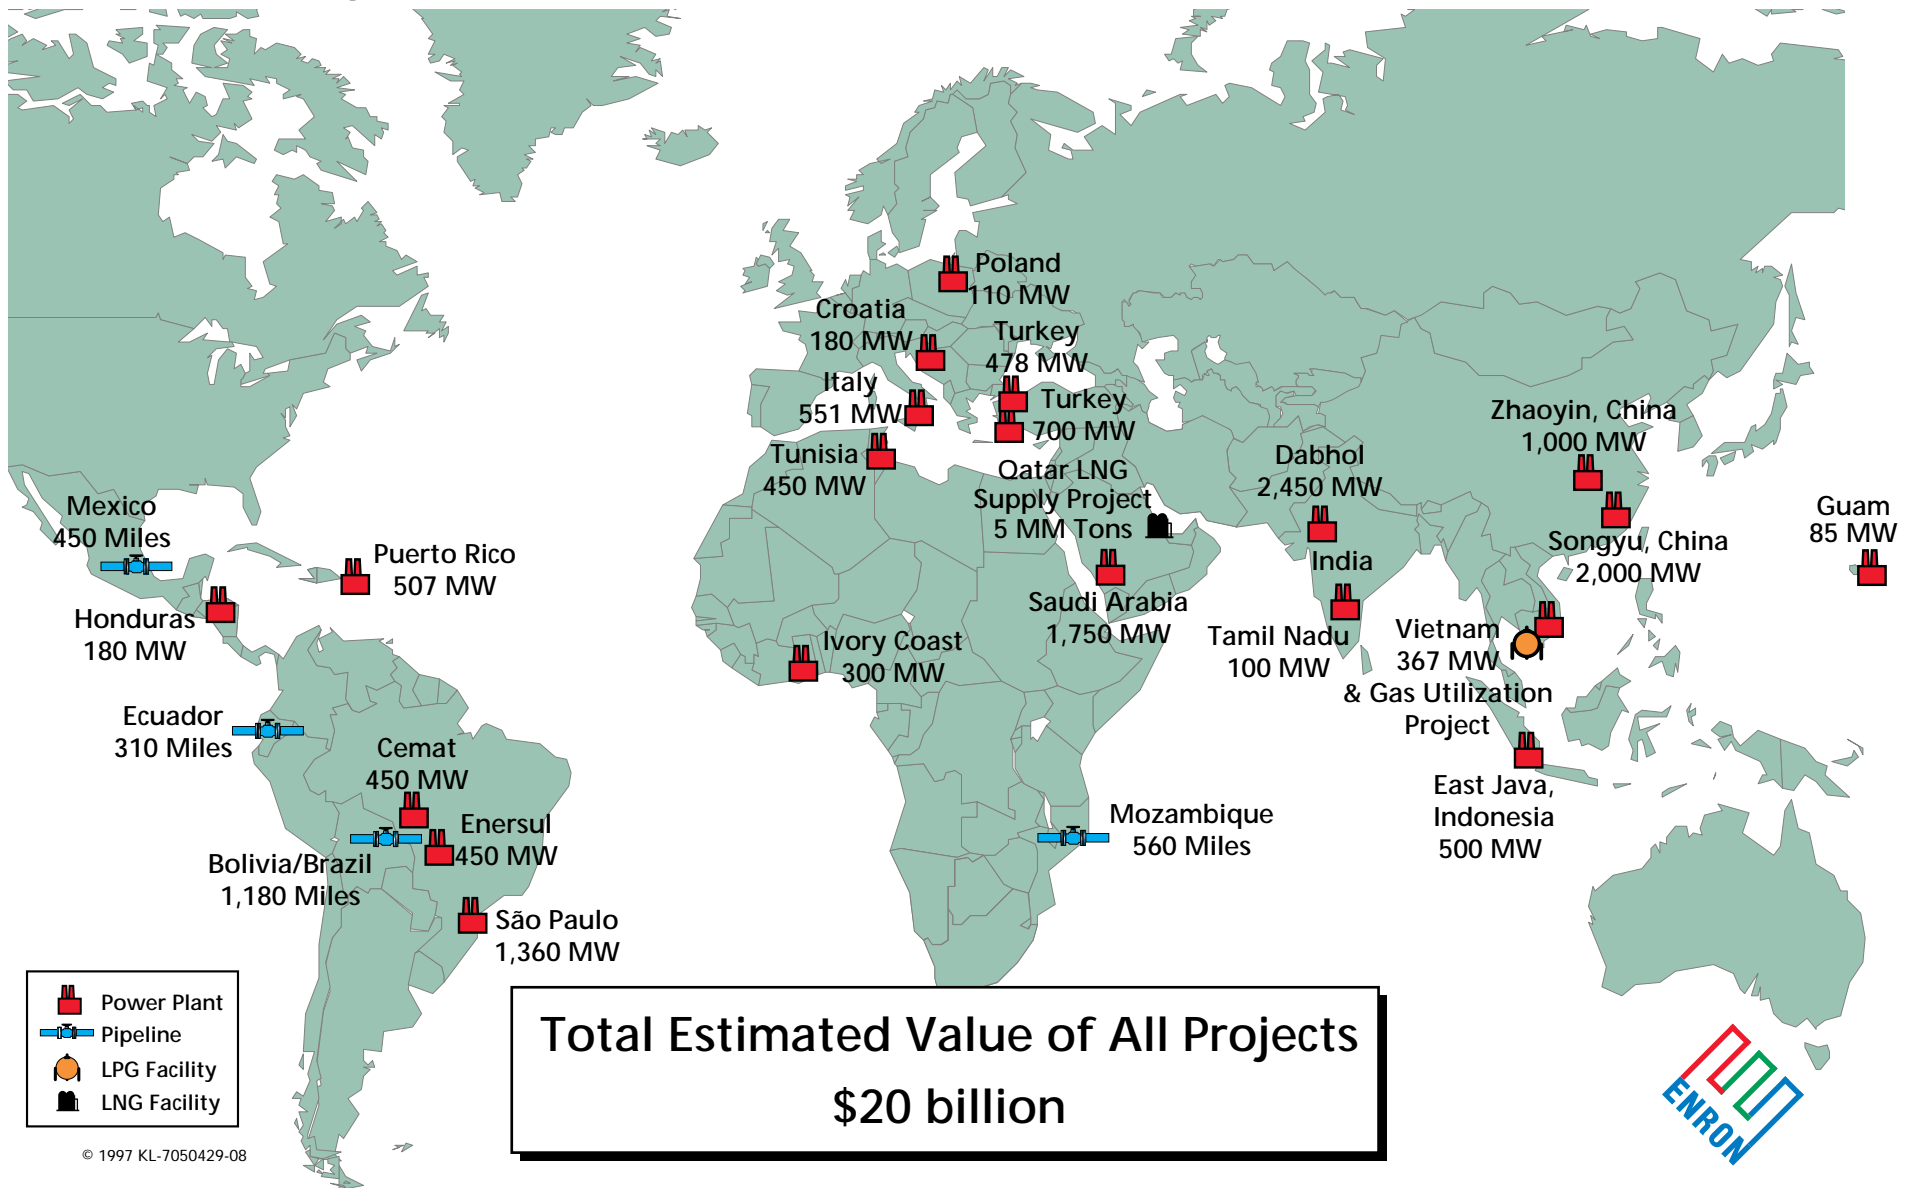 Poland
110 MW
Croatia
180 MW
Turkey
478 MW
Italy
551 MW
Turkey
700 MW
Tunisia
450 MW
Qatar LNG
Supply Project
5 MM Tons
Dabhol
2,450 MW
Zhaoyin, China
1,000 MW
Mexico
450 Miles
Guam
85 MW
Puerto Rico
507 MW
India
Songyu, China
2,000 MW
Honduras
180 MW
Saudi Arabia
1,750 MW
Ivory Coast
300 MW
Tamil Nadu
100 MW
Vietnam
367 MW
& Gas Utilization
Project
Ecuador
310 Miles
Cemat
450 MW
East Java,
Indonesia
500 MW
Enersul
450 MW
Mozambique
560 Miles
Bolivia/Brazil
1,180 Miles
São Paulo
1,360 MW
Power Plant
Pipeline
LPG Facility
LNG Facility
Total Estimated Value of All Projects
$20 billion
ENRON
© 1997 KL-7050429-08